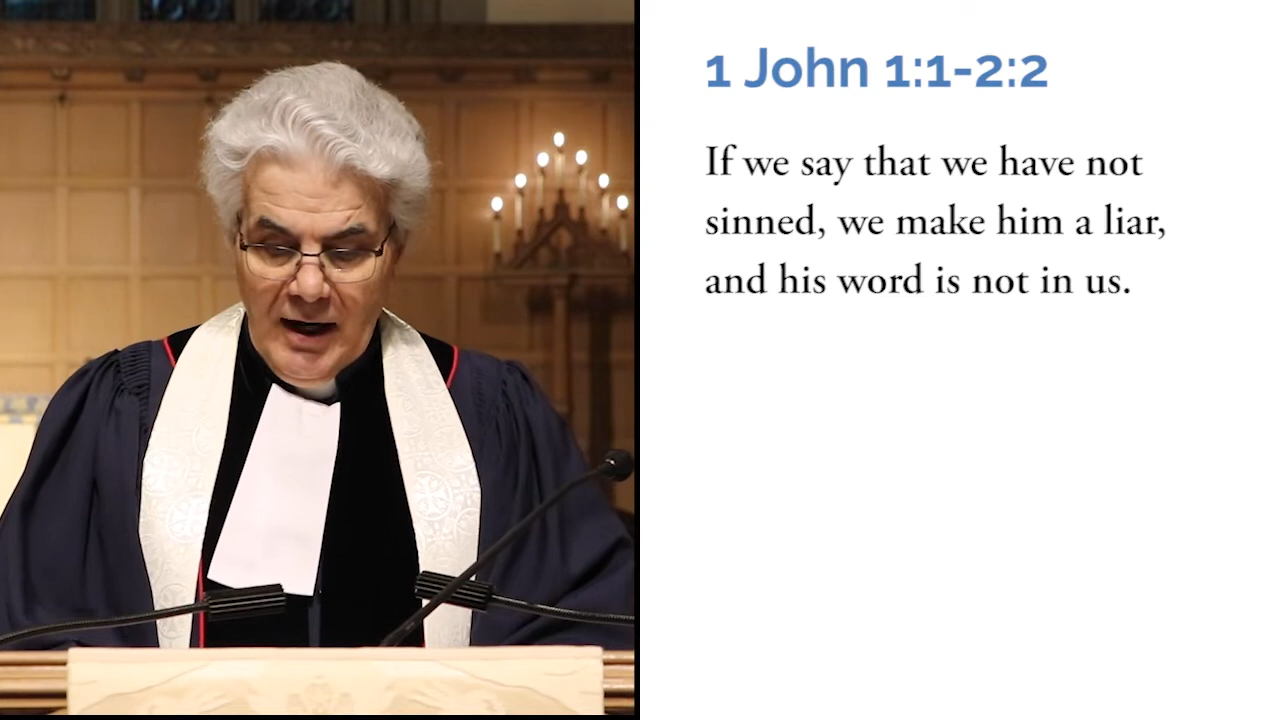 1 John 1:1-2:2
If we say that we have not
sinned, we make him a liar,
and his word is not in us.